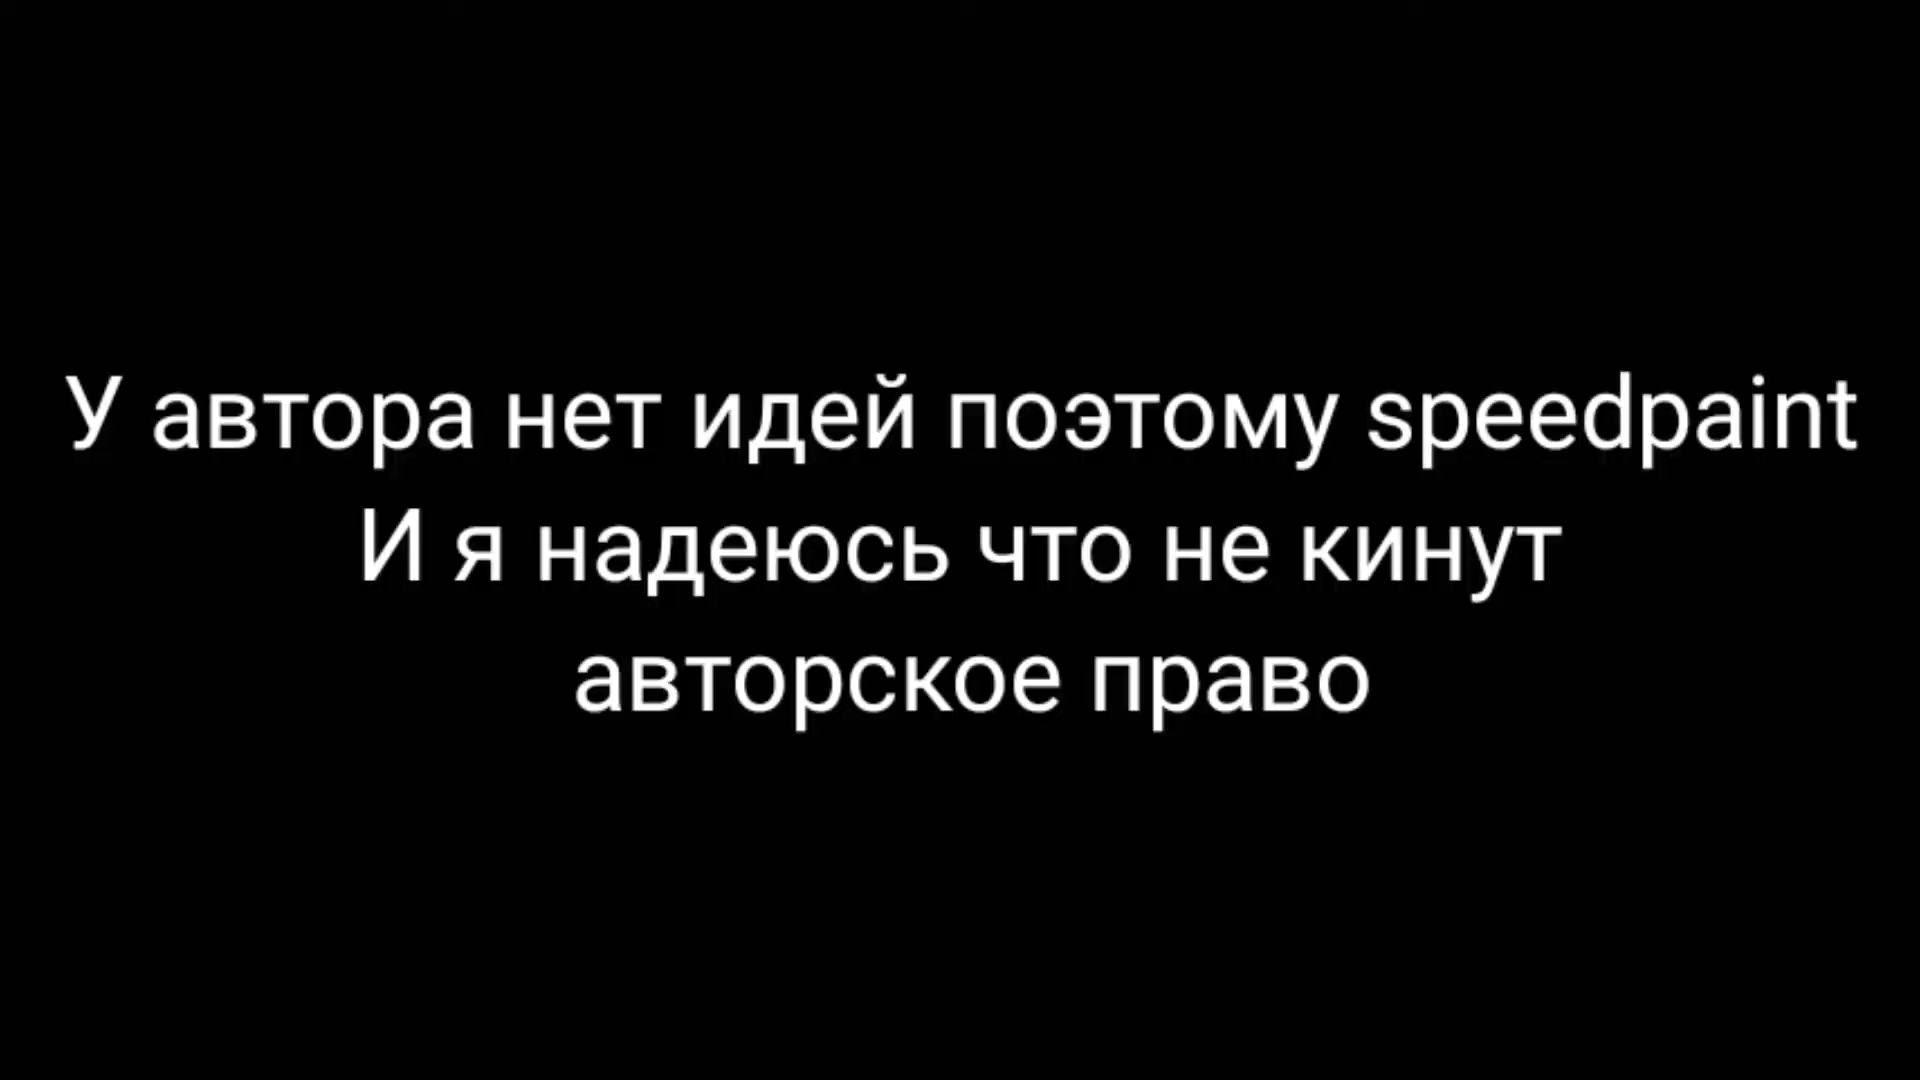 У автора нет идей поэтому speedpaint
И я надеюсь что не кинут
авторское право